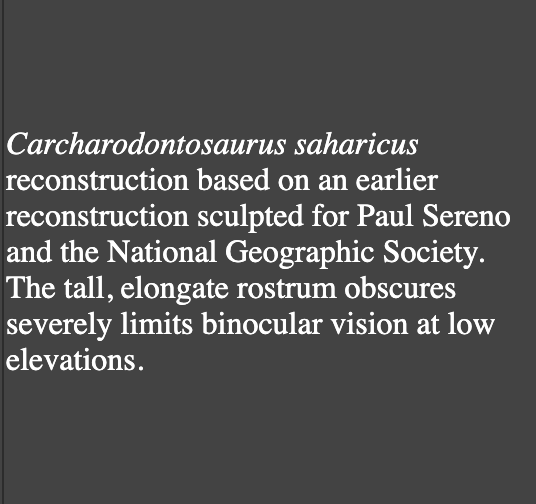 Carcharodontosaurus saharicus
reconstruction based on an earlier
reconstruction sculpted for Paul Sereno
and the National Geographic Society.
The tall, elongate rostrum obscures
severely limits binocular vision at low
elevations.